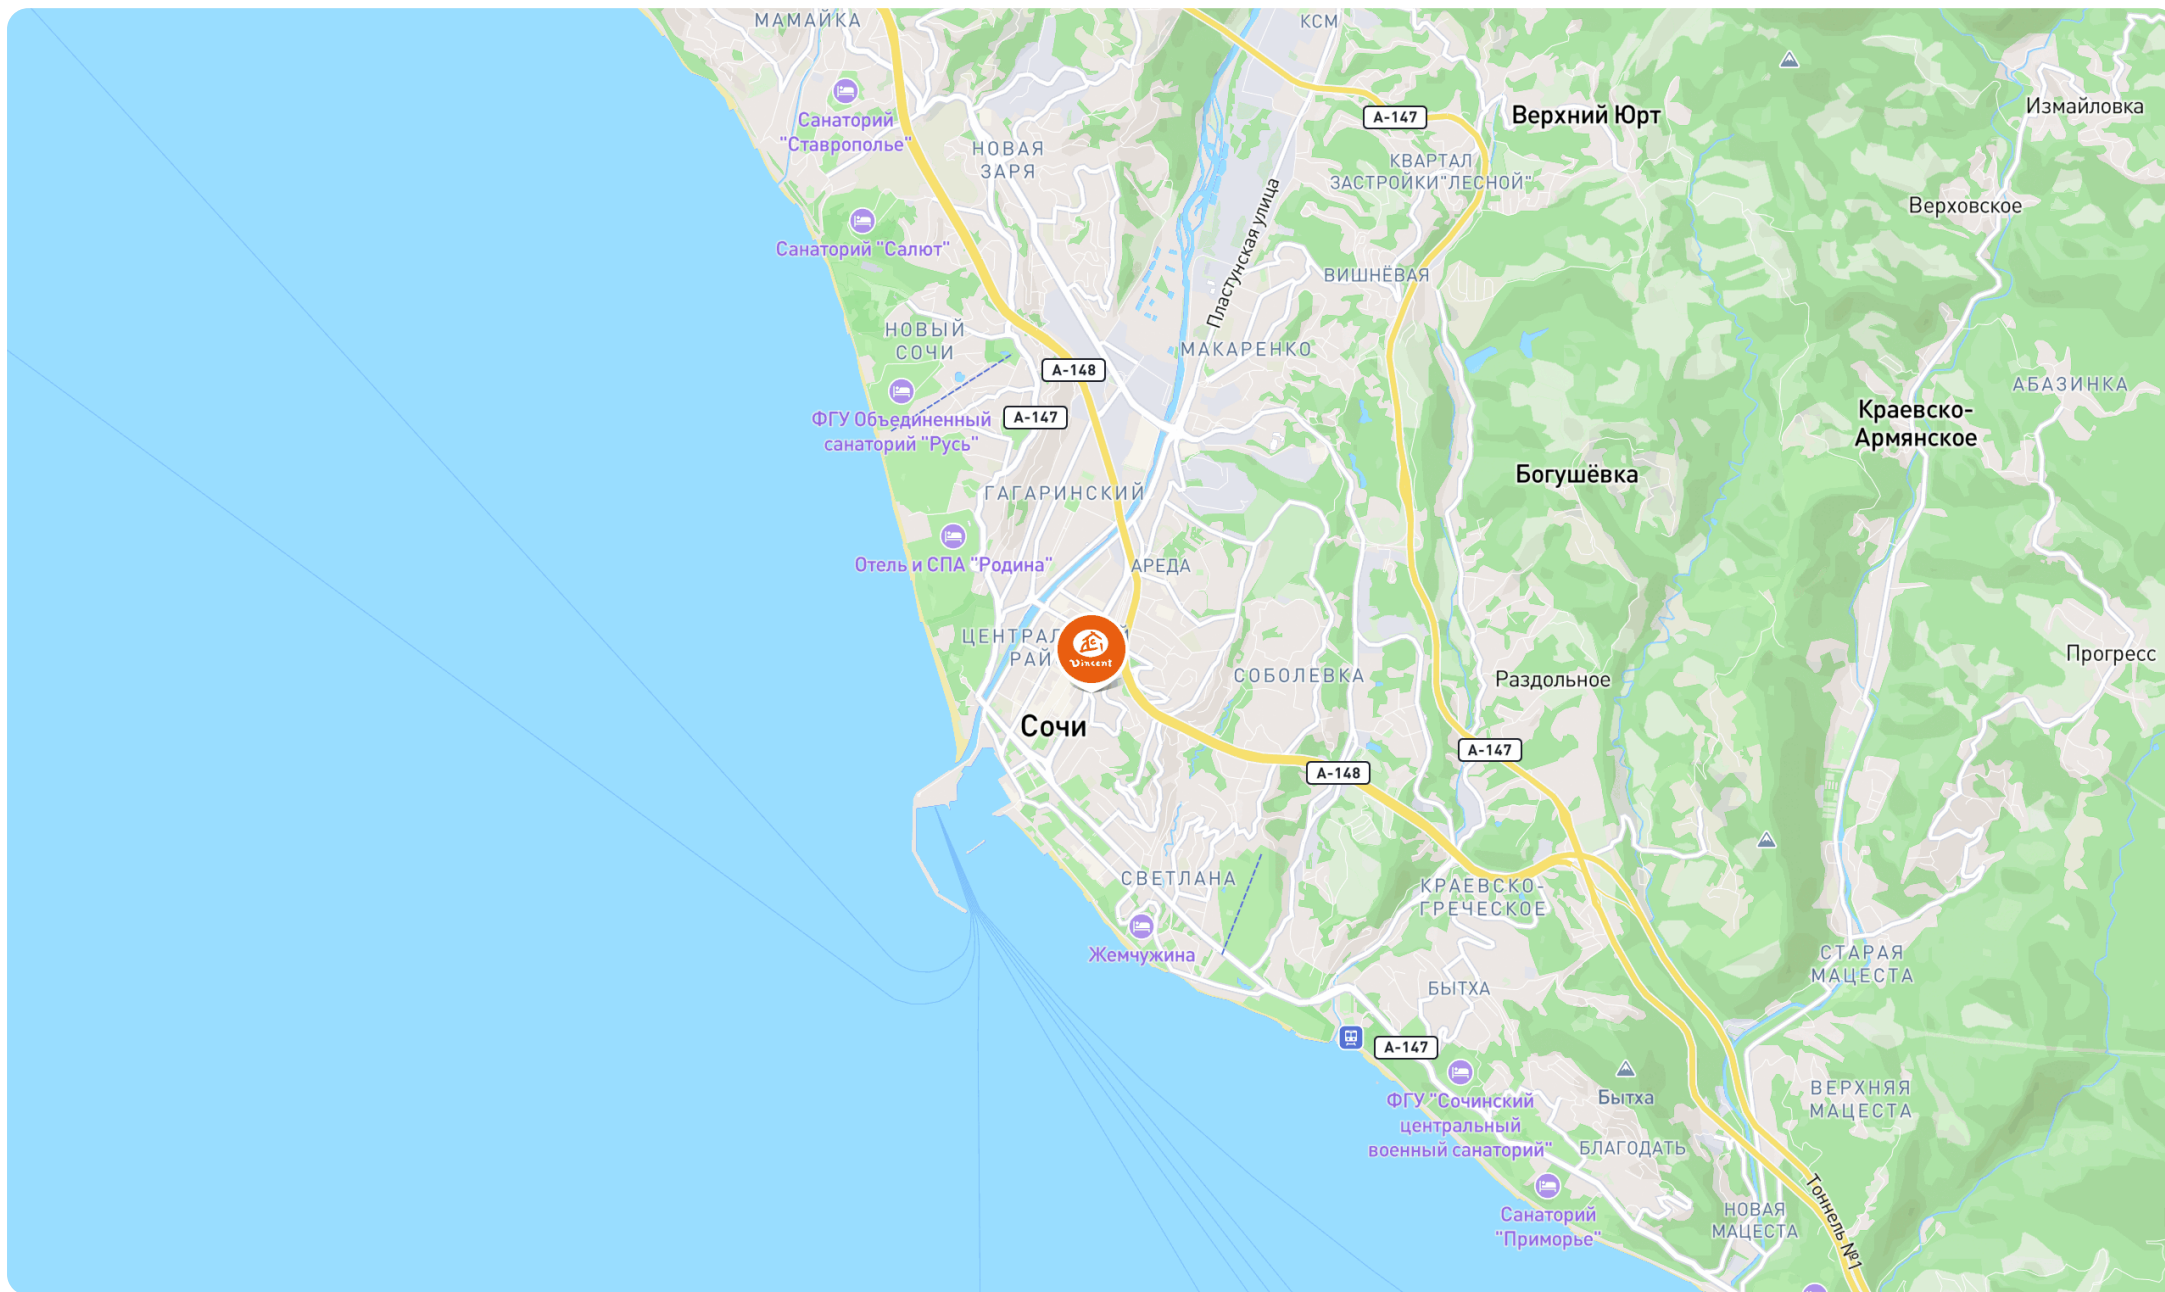 МАМАЙКА
КСМ
Санаторий
"Ставрополье"
НОВАЯ
ЗАРЯ
А-147
Верхний Юрт
Измайловка
КВАРТАЛ
ЗАСТРОЙКИ"ЛЕСНОЙ"
Верховское
Санаторий "Салют"
Пластунская улица
ВИШНЁВАЯ
НОВЫЙ
СОЧИ
МАКАРЕНКО
А-148
АБАЗИНКА
ФГУ Объединенный
санаторий "Русь"
А-147
Краевско-
Армянское
Богушёвка
ГАГАРИНСКИЙ
Отель и СПА "Родина"
АРЕДА
ЦЕНТРАЛ Й
РАЙ
Vincent
СОБОЛЕВКА
Раздольное
Прогресс
Сочи
А-147
А-148
СВЕТЛАНА
КРАЕВСКО-
ГРЕЧЕСКОЕ
Жемчужина
СТАРАЯ
МАЦЕСТА
БЫТХА
А-147
ФГУ "Сочинский
центральный
военный санаторий"
Бытха
ВЕРХНЯЯ
МАЦЕСТА
БЛАГОДАТЬ
Санаторий
"Приморье"
НОВАЯ
МАЦЕСТА
Тоннель №1